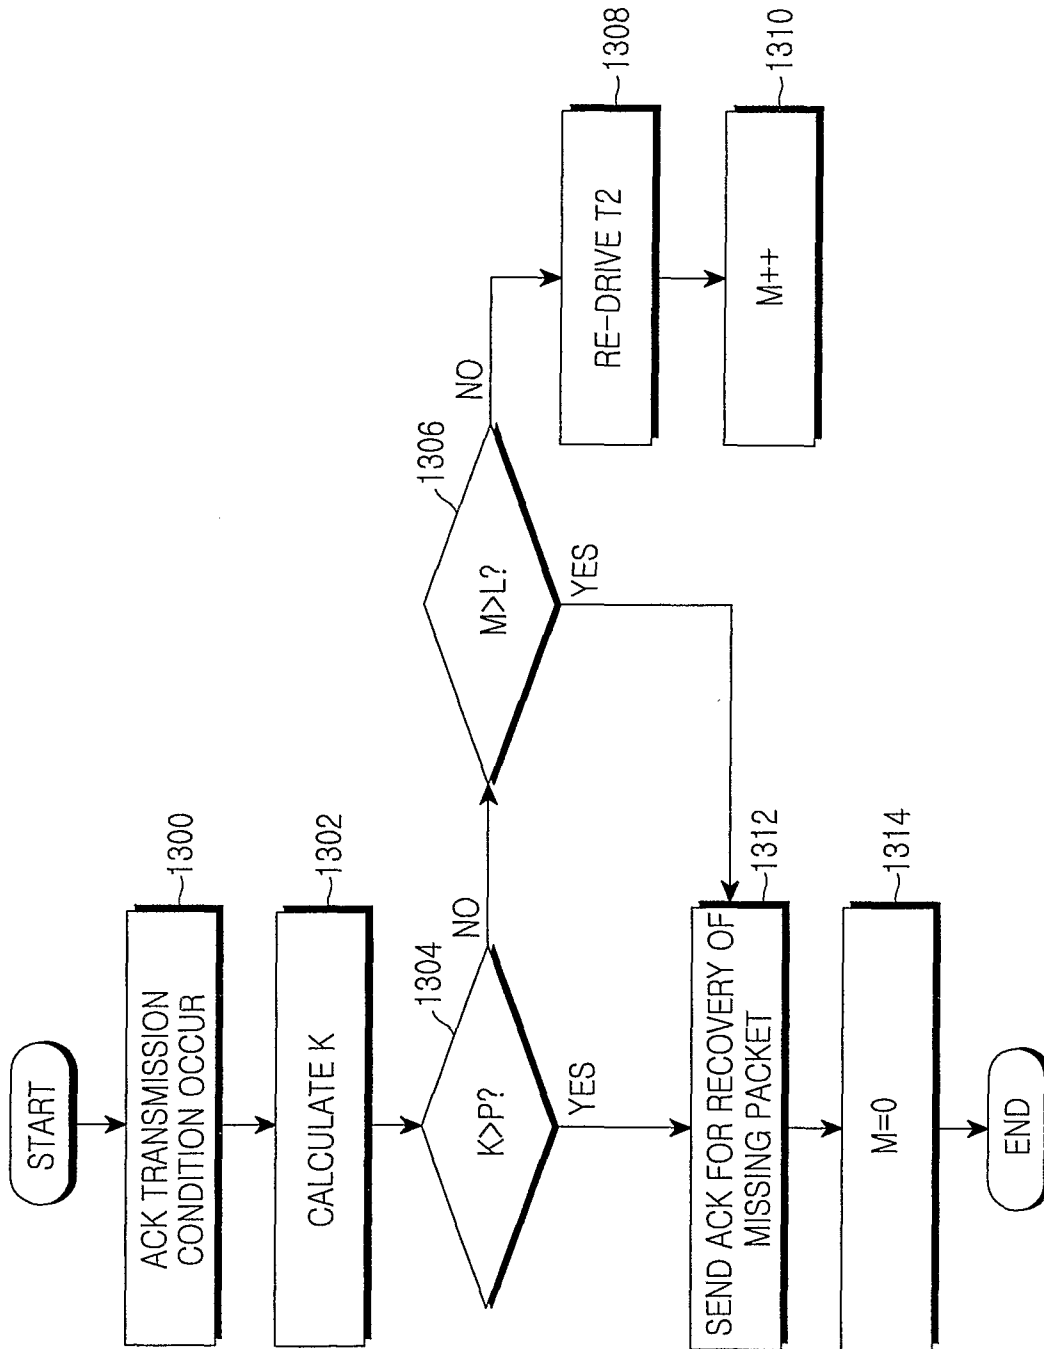 START
ACK TRANSMISSION
CONDITION OCCUR
1300
CALCULATE K
1302
K>P?
1304
NO
YES
M>L?
1306
NO
YES
RE-DRIVE T2
1308
M++
1310
SEND ACK FOR RECOVERY OF
MISSING PACKET
1312
M=0
1314
END